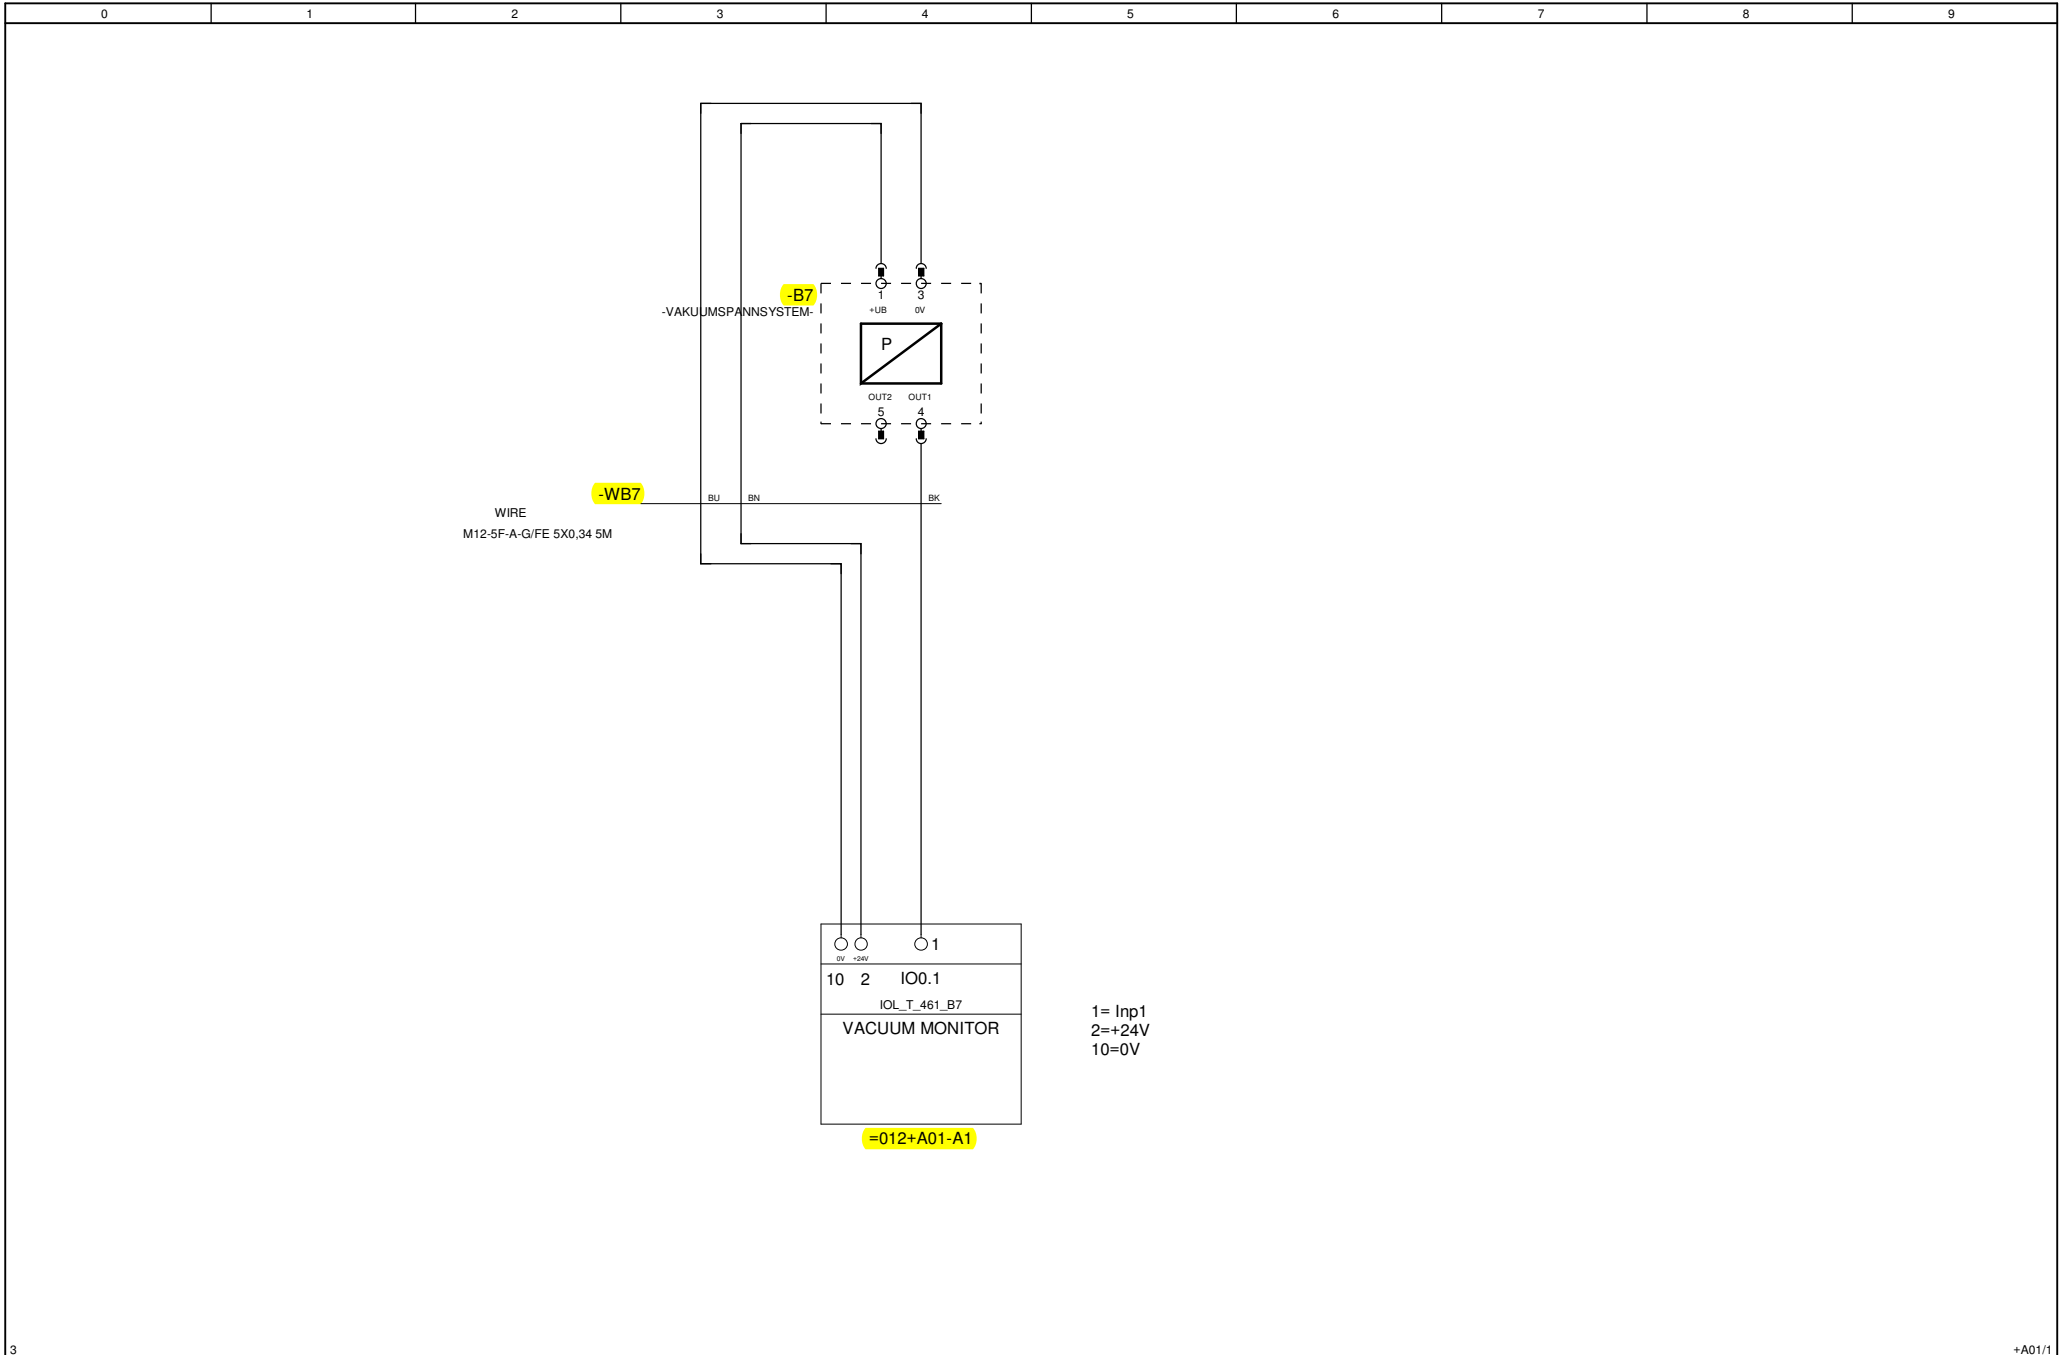 0 1 2 3 4 5 6 7 8 9
-B7
1 3
-VAKUUMSPANNSYSTEM-
+UB 0V
P
OUT2 OUT1
5 4
-WB7
BU BN BK
WIRE
M12-5F-A-G/FE 5X0,34 5M
1
0V +24V
10 2 IO0.1
IOL_T_461_B7
VACUUM MONITOR
1= Inp1
2=+24V
10=0V
=012+A01-A1
3
+A01/1